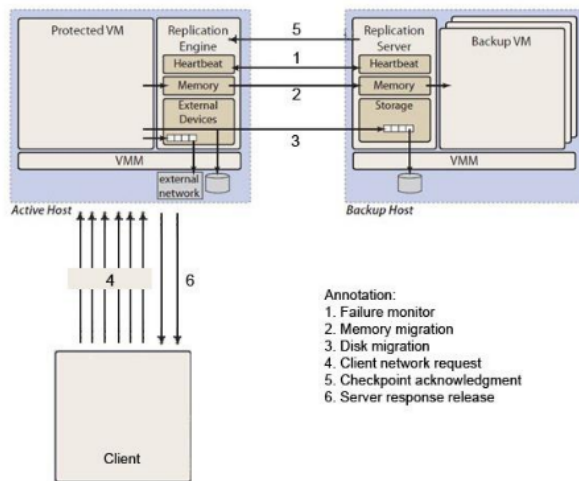 Protected VM
Replication
Engine
Heartbeat
Memory
External
Devices
VMM
external
network
Active Host
5
1
2
3
Replication
Server
Heartbeat
Memory
Storage
Backup VM
VMM
Backup Host
4
6
Client
Annotation:
1. Failure monitor
2. Memory migration
3. Disk migration
4. Client network request
5. Checkpoint acknowledgment
6. Server response release